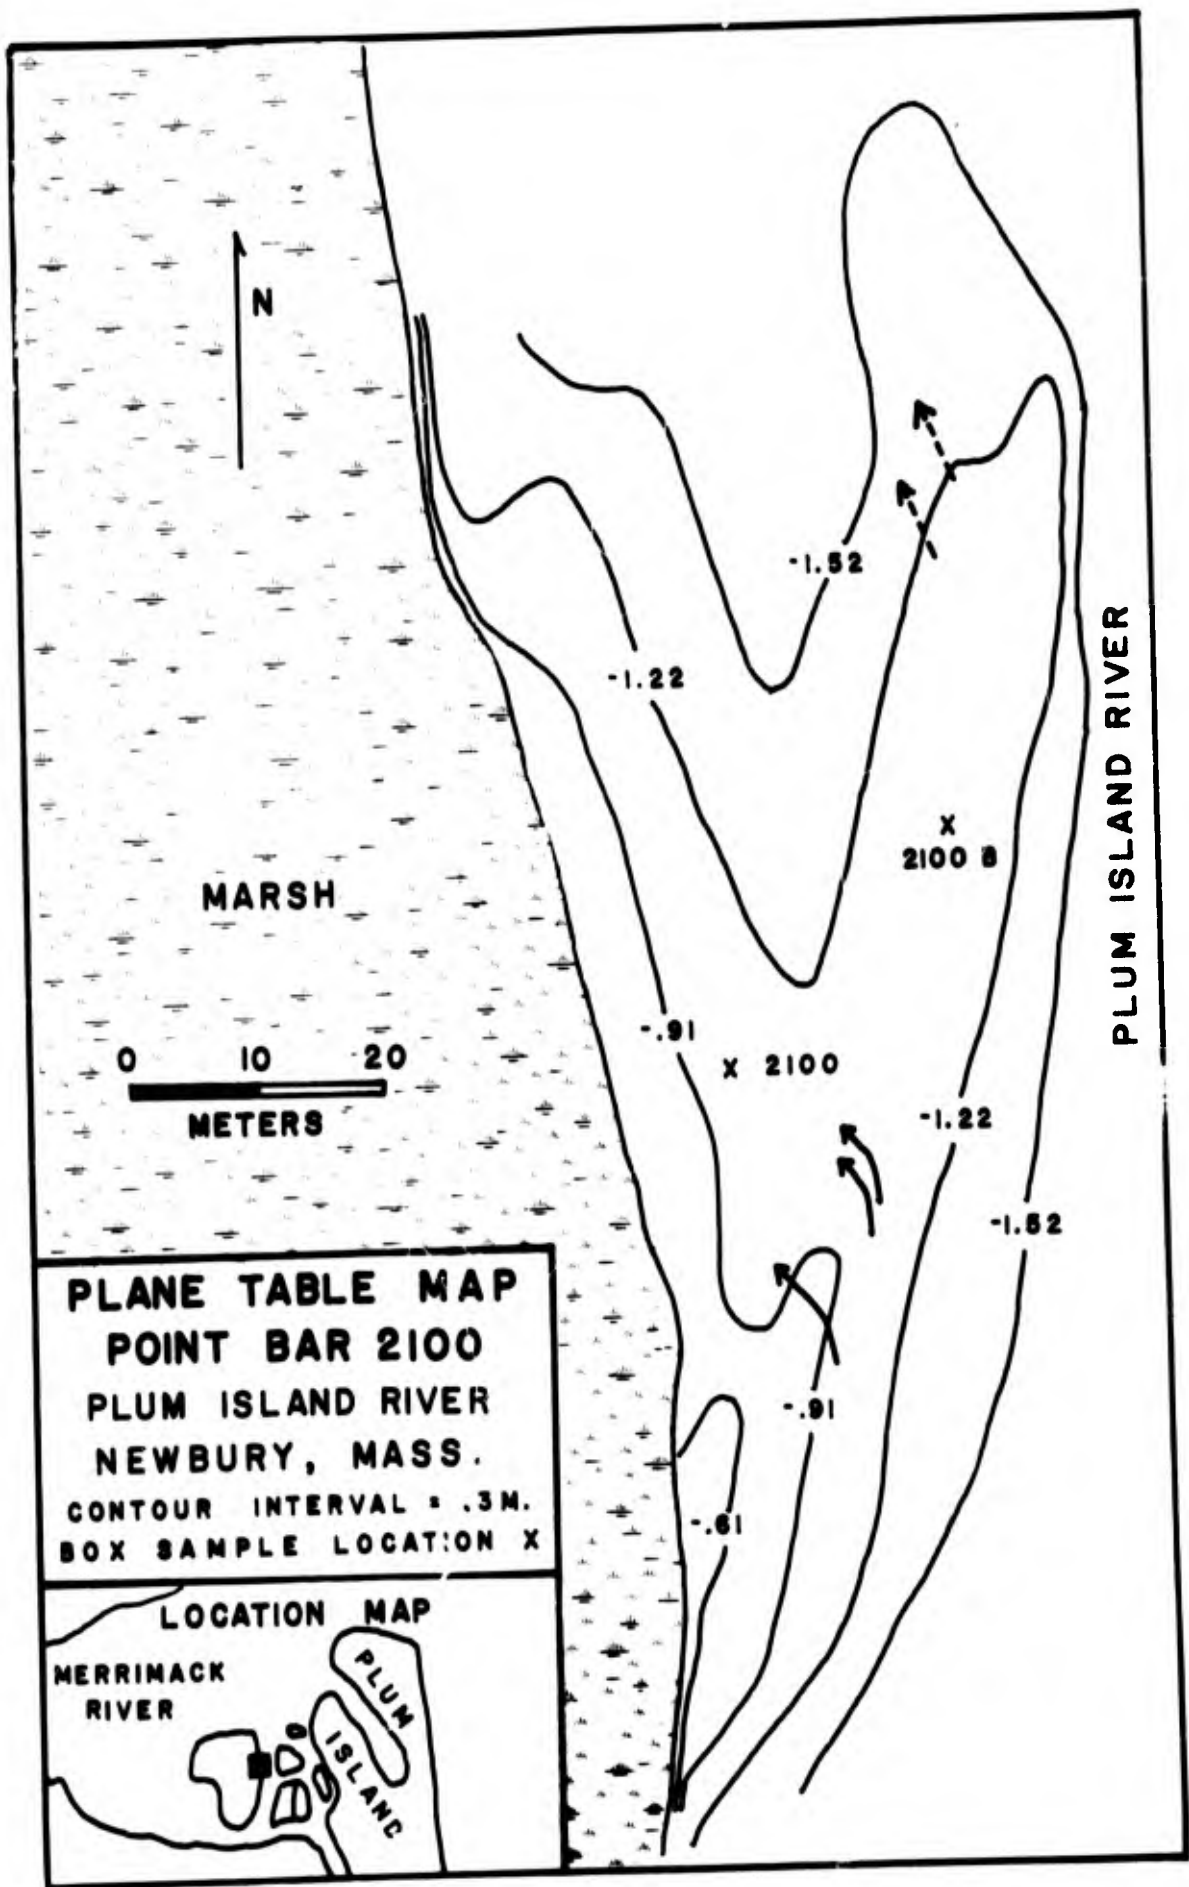 N
-1.52
-1.22
X
2100 B
MARSH
PLUM ISLAND RIVER
-.91
X 2100
0 10 20
METERS
-1.22
-1.52
-.91
-.61
PLANE TABLE MAP
POINT BAR 2100
PLUM ISLAND RIVER
NEWBURY, MASS.
CONTOUR INTERVAL = .3M.
BOX SAMPLE LOCATION X
LOCATION MAP
MERRIMACK
RIVER
PLUM
ISLAND